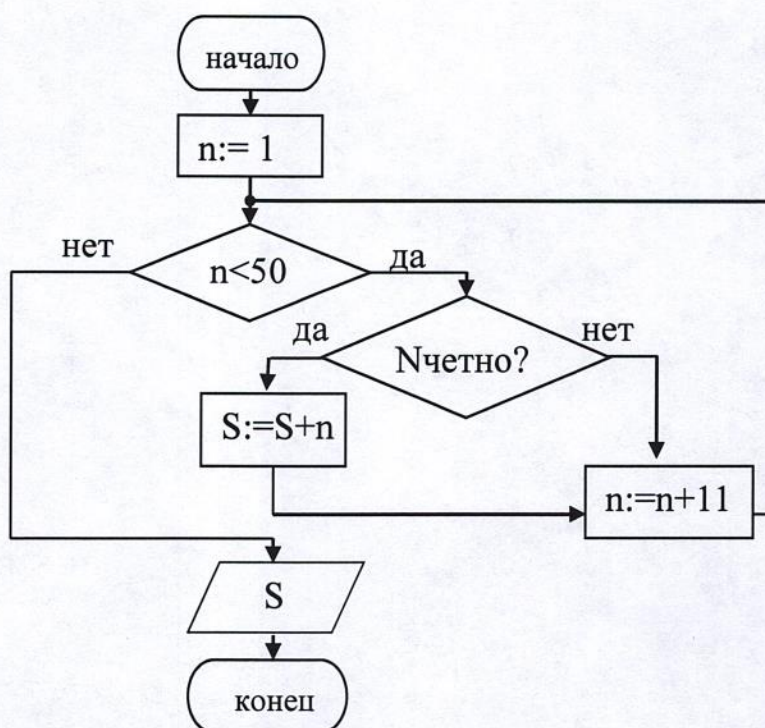 начало
n:= 1
нет
n<50
да
да
Nчетно?
нет
S:=S+n
n:=n+11
S
конец